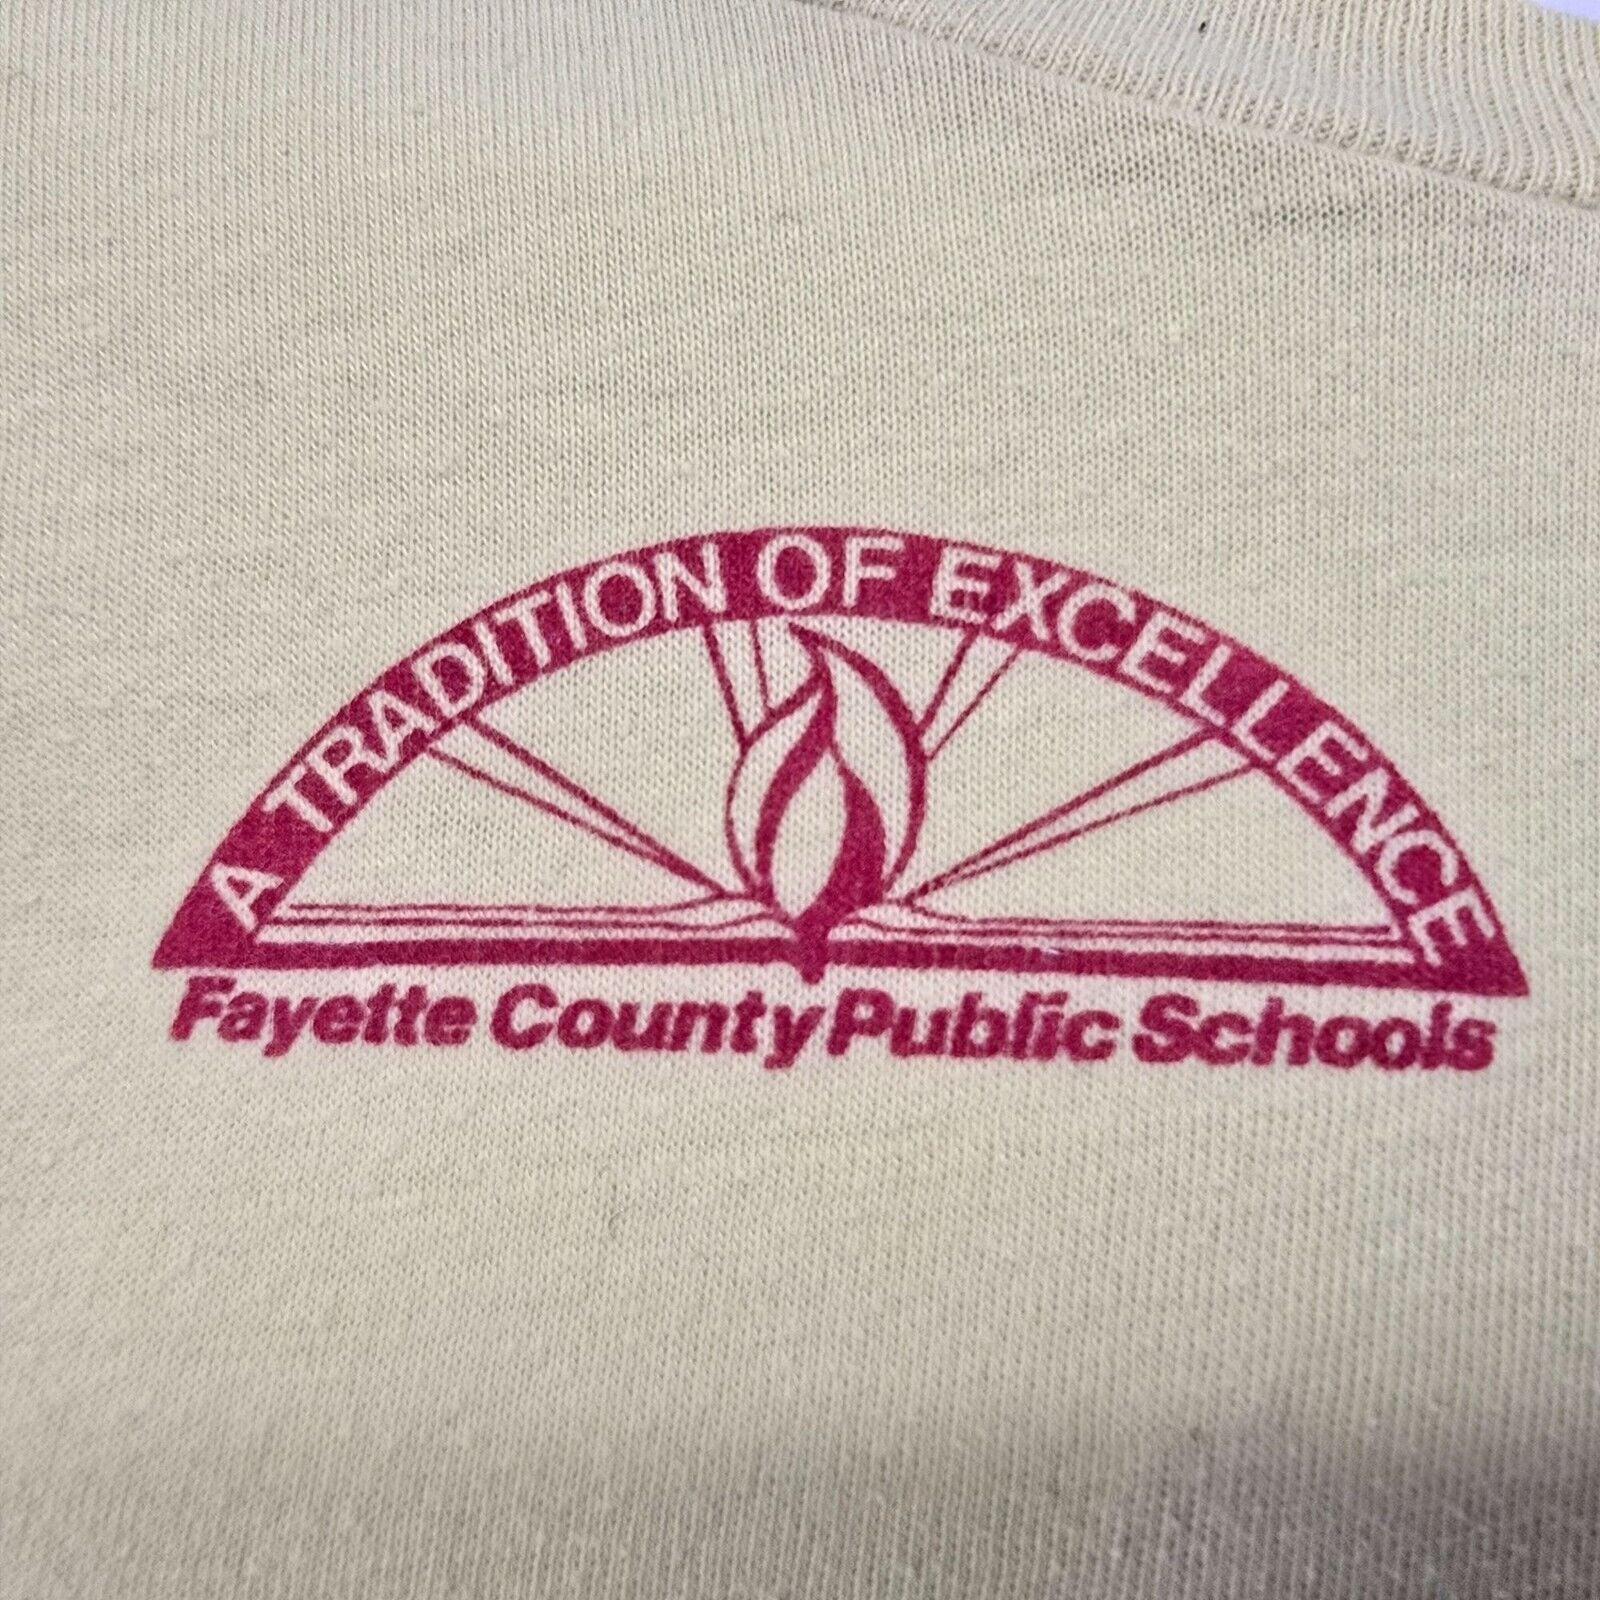 A TRADITION OF EXCELLENCE
Fayette County Public Schools